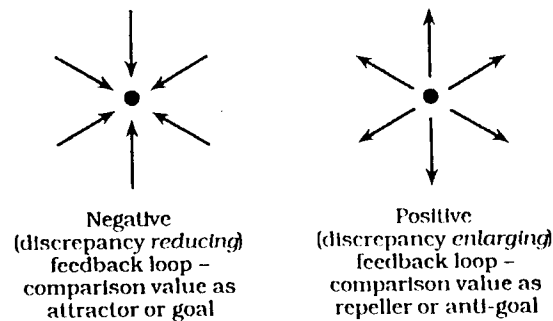 Negative
(discrepancy reducing)
feedback loop –
comparison value as
attractor or goal
Positive
(discrepancy enlarging)
feedback loop –
comparison value as
repeller or anti-goal